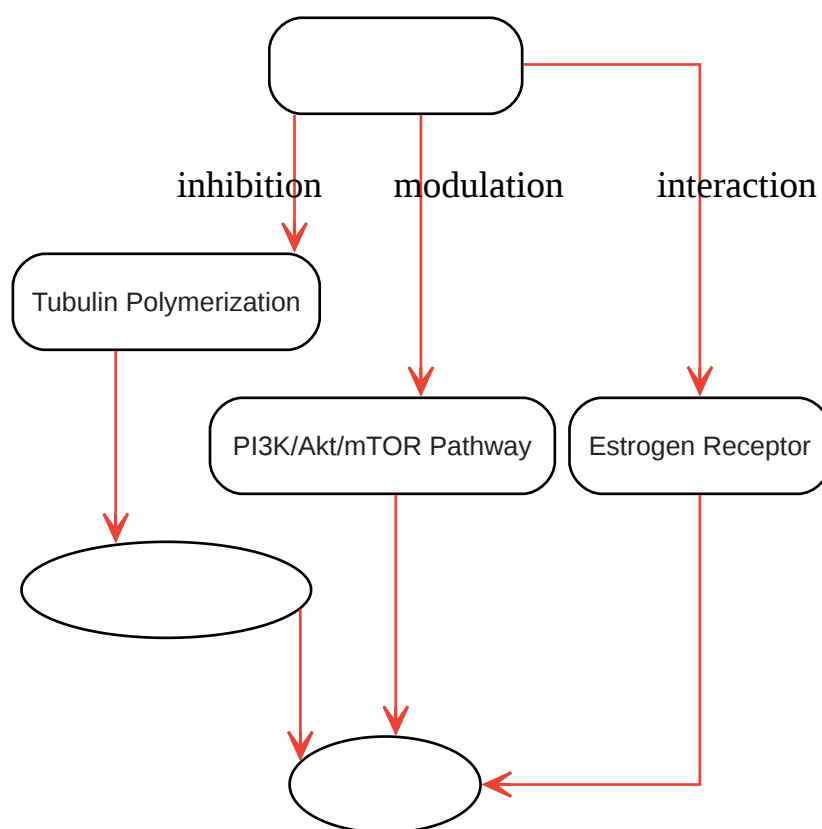 inhibition
modulation
interaction
Tubulin Polymerization
PI3K/Akt/mTOR Pathway
Estrogen Receptor